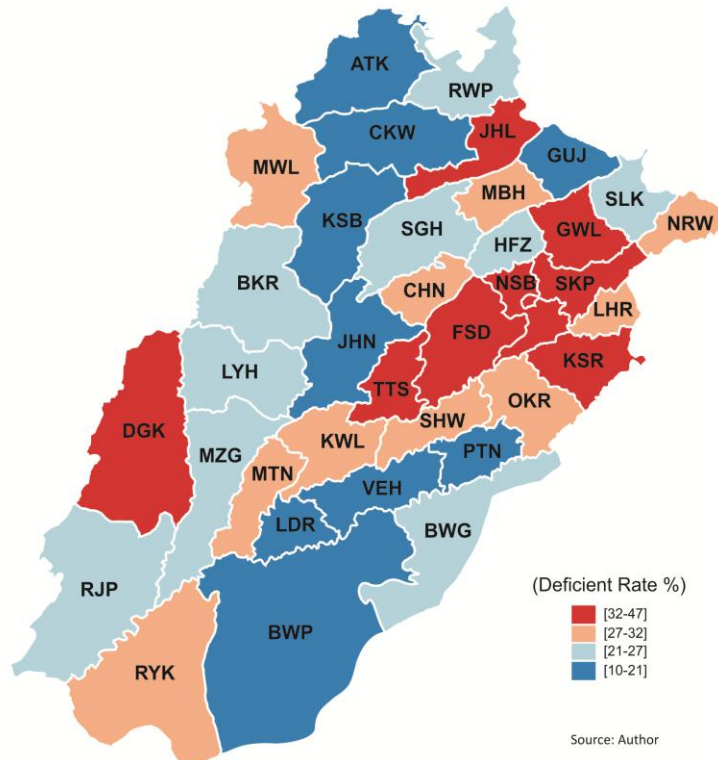 ATK
RWP
CKW
JHL
GUJ
MWL
MBH
SLK
KSB
SGH
GWL
NRW
HFZ
BKR
NSB
SKP
CHN
LHR
JHN
FSD
KSR
LYH
TTS
OKR
DGK
SHW
KWL
MZG
PTN
MTN
VEH
LDR
BWG
RJP
(Deficient Rate %)
[32-47]
[27-32]
[21-27]
[10-21]
BWP
RYK
Source: Author